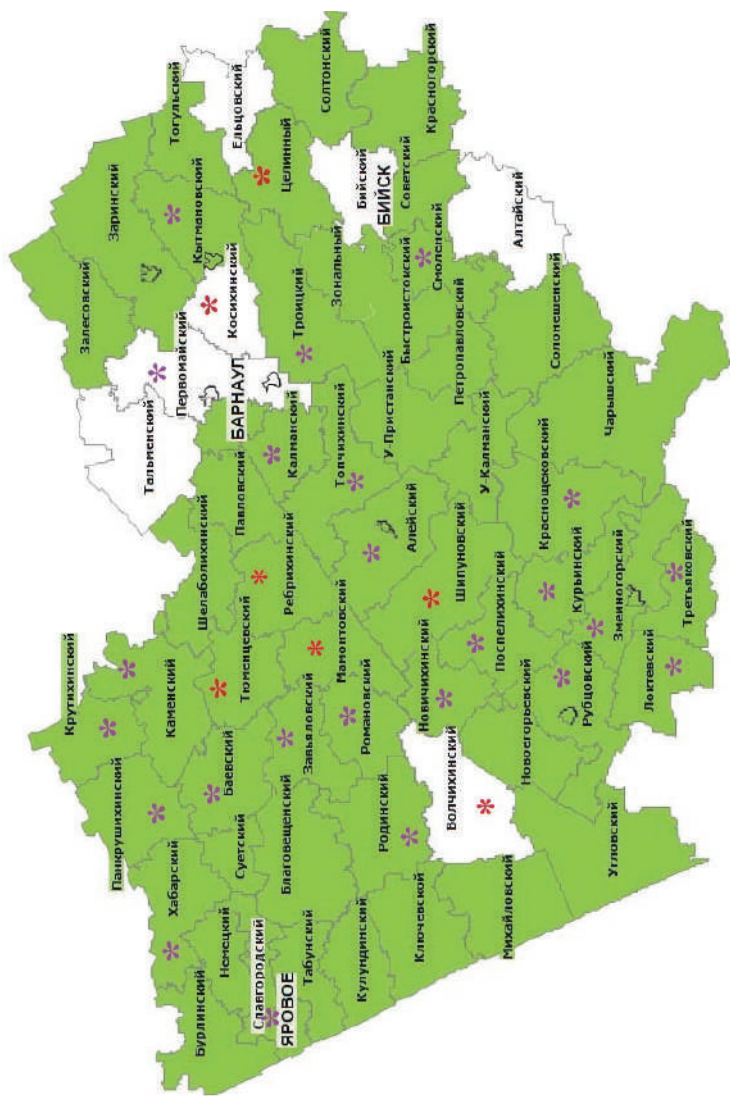 Бурлинский
Хабарский
Панкрушихинский
Крутихинский
Немецкий
Суетский
Баевский
Каменский
Тюменцевский
Шелаболихинский
Славгородский
ЯРОВОЕ
Табунский
Благовещенский
Завьяловский
Мамонтовский
Ребрихинский
Павловский
Тальменский
Первомайский
Залесовский
Заринский
Тогульский
Кытмановский
Косихинский
БАРНАУЛ
Калманский
Топчихинский
Троицкий
Целинный
Ельцовский
Солтонский
Кулундинский
Ключевской
Родинский
Романовский
Новичихинский
Алейский
Шипуновский
У-Пристанский
Зональный
Бийский
БИЙСК
Красногорский
Советский
Смоленский
Быстроистокский
Петропавловский
У-Калманский
Алтайский
Солонешенский
Чарышский
Краснощековский
Курьинский
Поспелихинский
Волчихинский
Михайловский
Угловский
Новоегорьевский
Рубцовский
Змеиногорский
Локтевский
Третьяковский